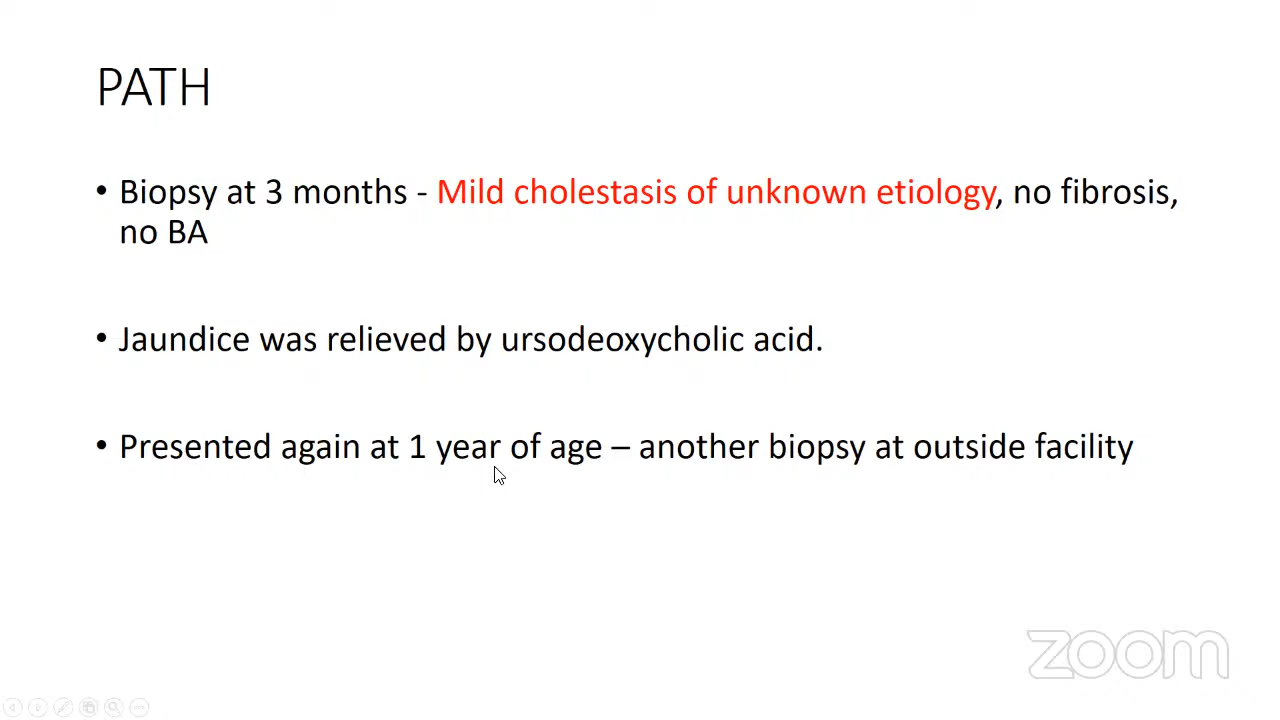 PATH
• Biopsy at 3 months - Mild cholestasis of unknown etiology, no fibrosis,
no BA
• Jaundice was relieved by ursodeoxycholic acid.
• Presented again at 1 year of age – another biopsy at outside facility
zoom